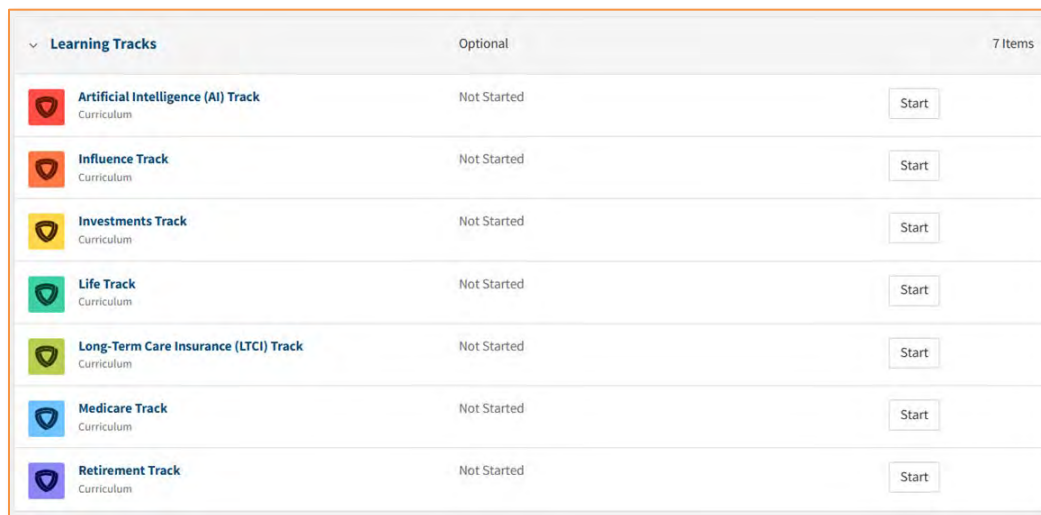 Learning Tracks Optional 7 Items
Artificial Intelligence (AI) Track Not Started Start
Curriculum
Influence Track Not Started Start
Curriculum
Investments Track Not Started Start
Curriculum
Life Track Not Started Start
Curriculum
Long-Term Care Insurance (LTCI) Track Not Started Start
Curriculum
Medicare Track Not Started Start
Curriculum
Retirement Track Not Started Start
Curriculum